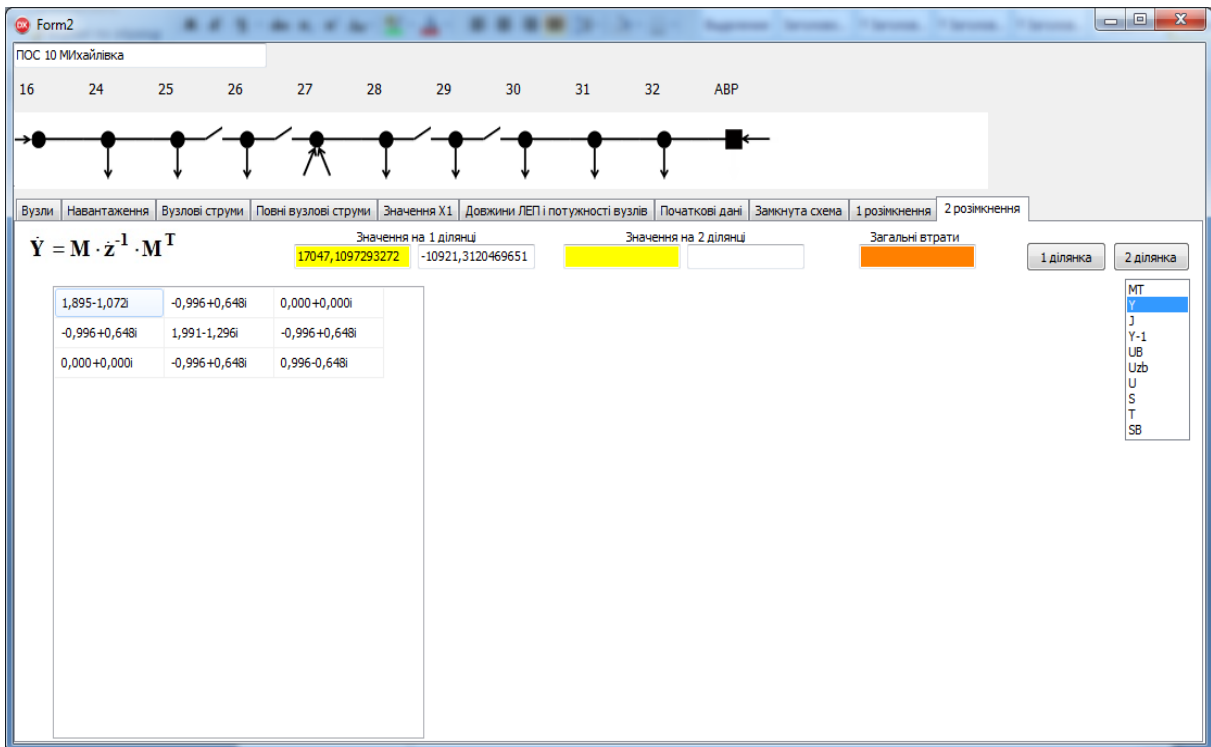 Form2
ПОС 10 МИхайлівка
16 24 25 26 27 28 29 30 31 32 АВР
Вузли Навантаження Вузлові струми Повні вузлові струми Значення X1 Довжини ЛЕП і потужності вузлів Початкові дані Замкнута схема 1 розімкнення 2 розімкнення
Значення на 1 ділянці Значення на 2 ділянці Загальні втрати
Ẏ = M · ż⁻¹ · Mᵀ
17047,1097293272 -10921,3120469651
1 ділянка 2 ділянка
1,895-1,072i -0,996+0,648i 0,000+0,000i
-0,996+0,648i 1,991-1,296i -0,996+0,648i
0,000+0,000i -0,996+0,648i 0,996-0,648i
MT
Y
J
Y-1
UB
Uzb
U
S
T
SB